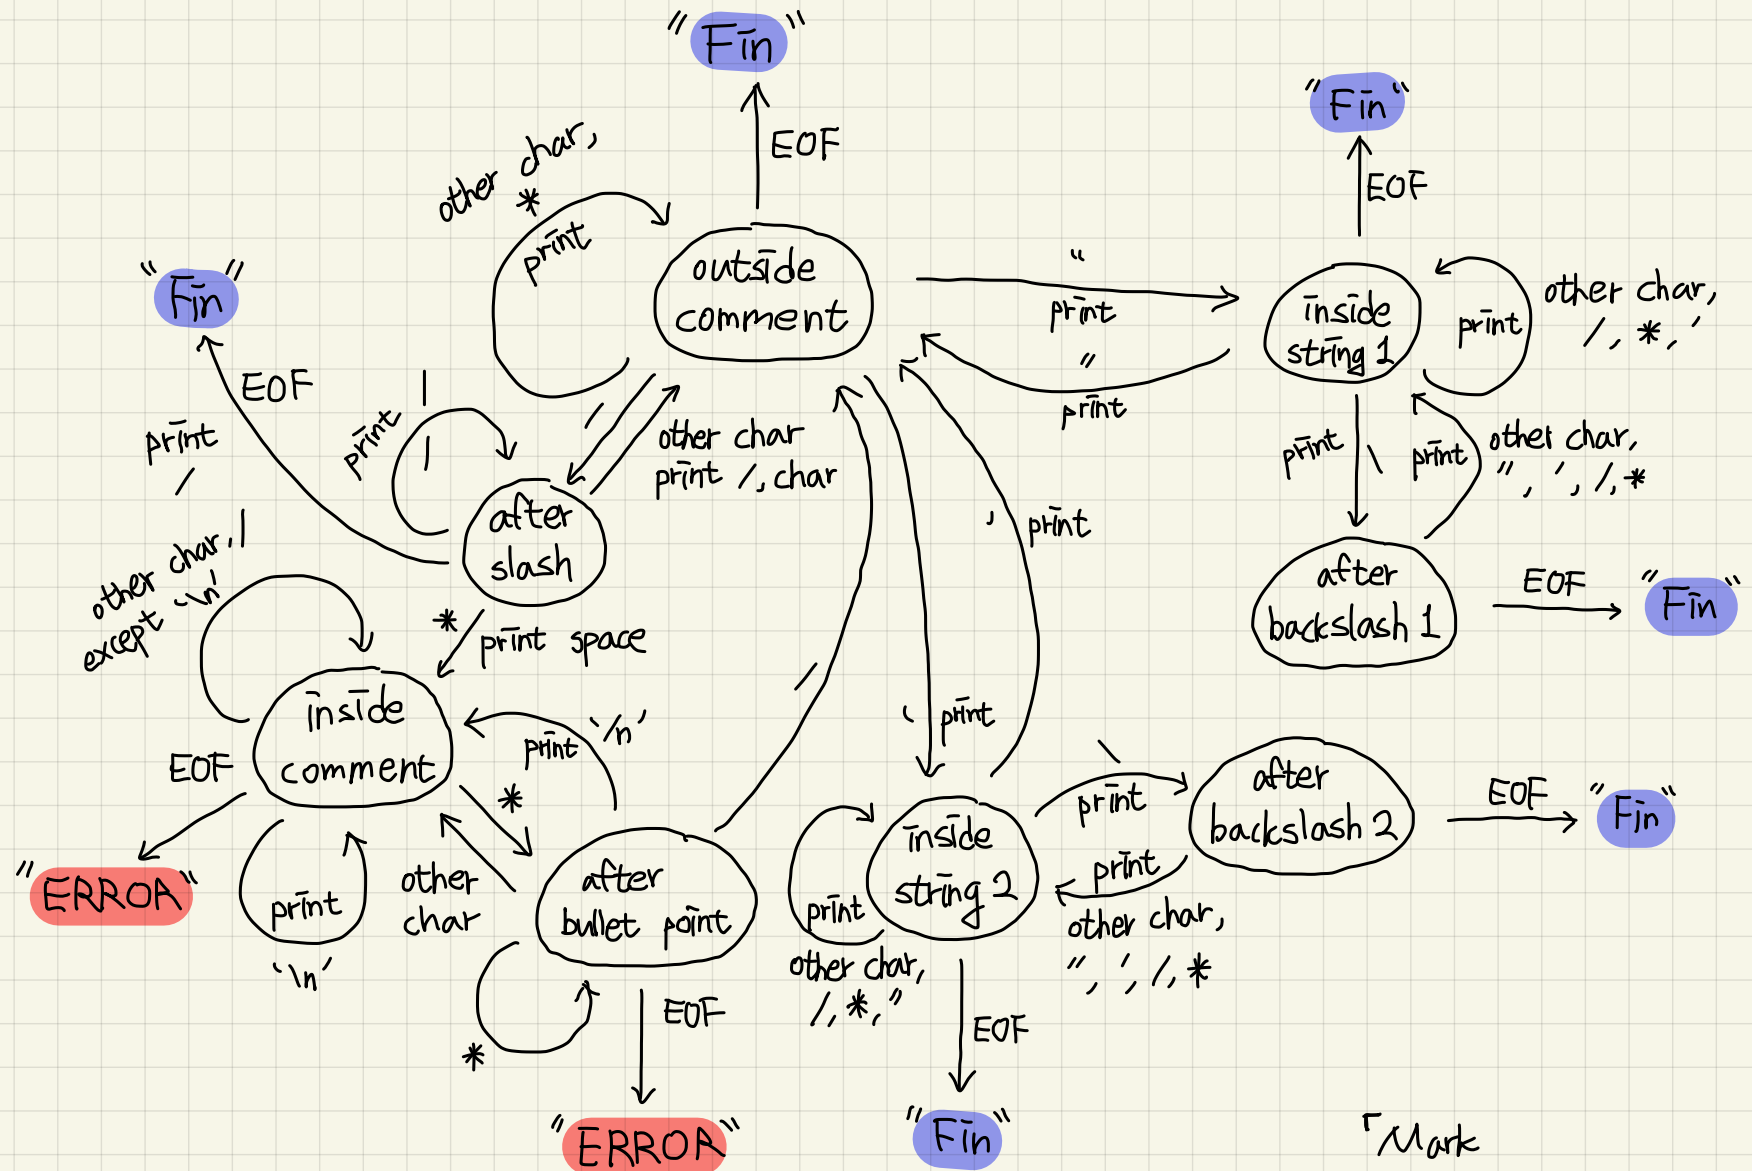 "Fin"
EOF
"Fin"
EOF
other char,
*
print
outside
comment
"
print
"
print
inside
string 1
print
other char,
/, *, '
"Fin"
EOF
print
/
/
print
/
/
other char
print /, char
after
slash
print
\
print
other char,
", ', /, *
after
backslash 1
EOF
"Fin"
other char, /
except '\n'
*
print space
'
print
'
print
/
inside
comment
EOF
"ERROA"
print
'\n'
print
'/n'
*
other
char
after
bullet point
*
EOF
"ERROA"
inside
string 2
print
other char,
/, *, "
EOF
"Fin"
\
print
print
other char,
", ', /, *
after
backslash 2
EOF
"Fin"
Mark